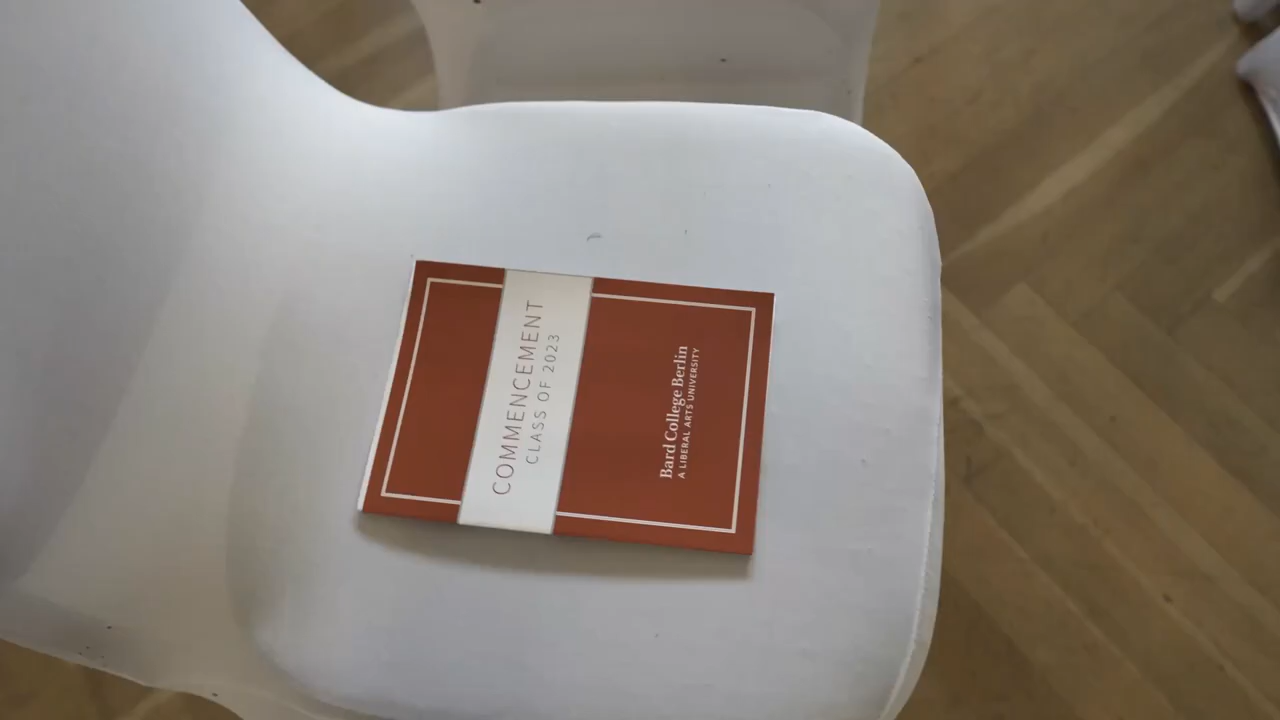 COMMENCEMENT
CLASS OF 2023
Bard College Berlin
A LIBERAL ARTS UNIVERSITY